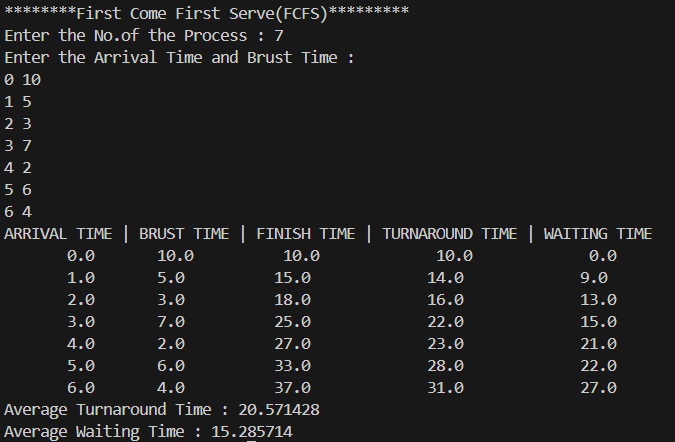 ********First Come First Serve(FCFS)*********
Enter the No.of the Process : 7
Enter the Arrival Time and Brust Time :
0 10
1 5
2 3
3 7
4 2
5 6
6 4
ARRIVAL TIME | BRUST TIME | FINISH TIME | TURNAROUND TIME | WAITING TIME
0.0 10.0 10.0 10.0 0.0
1.0 5.0 15.0 14.0 9.0
2.0 3.0 18.0 16.0 13.0
3.0 7.0 25.0 22.0 15.0
4.0 2.0 27.0 23.0 21.0
5.0 6.0 33.0 28.0 22.0
6.0 4.0 37.0 31.0 27.0
Average Turnaround Time : 20.571428
Average Waiting Time : 15.285714